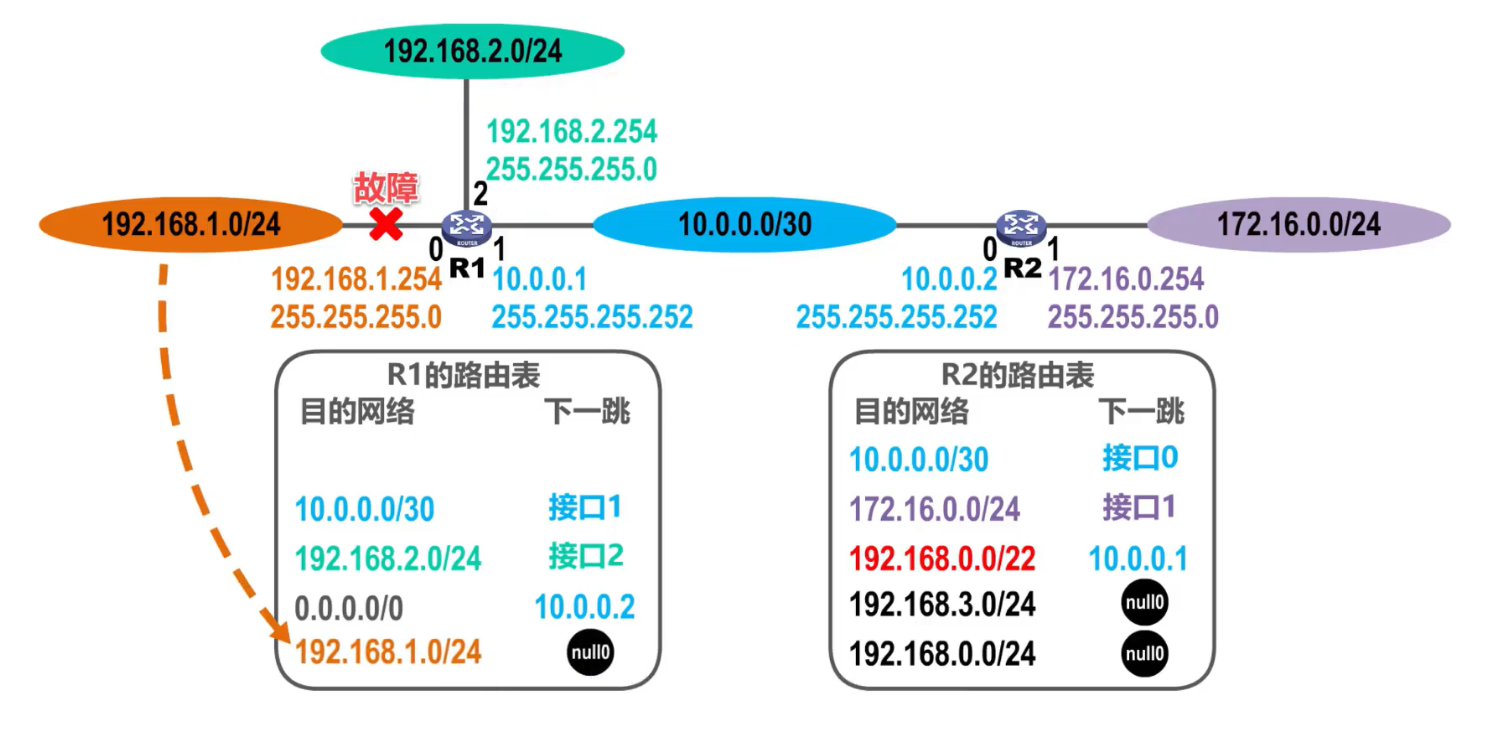 192.168.2.0/24
192.168.2.254
255.255.255.0
故障
2
192.168.1.0/24
10.0.0.0/30
172.16.0.0/24
ROUTER
ROUTER
0
1
0
1
R1
R2
192.168.1.254
255.255.255.0
10.0.0.1
255.255.255.252
10.0.0.2
255.255.255.252
172.16.0.254
255.255.255.0
R1的路由表
目的网络 下一跳
10.0.0.0/30 接口1
192.168.2.0/24 接口2
0.0.0.0/0 10.0.0.2
192.168.1.0/24 null0
R2的路由表
目的网络 下一跳
10.0.0.0/30 接口0
172.16.0.0/24 接口1
192.168.0.0/22 10.0.0.1
192.168.3.0/24 null0
192.168.0.0/24 null0